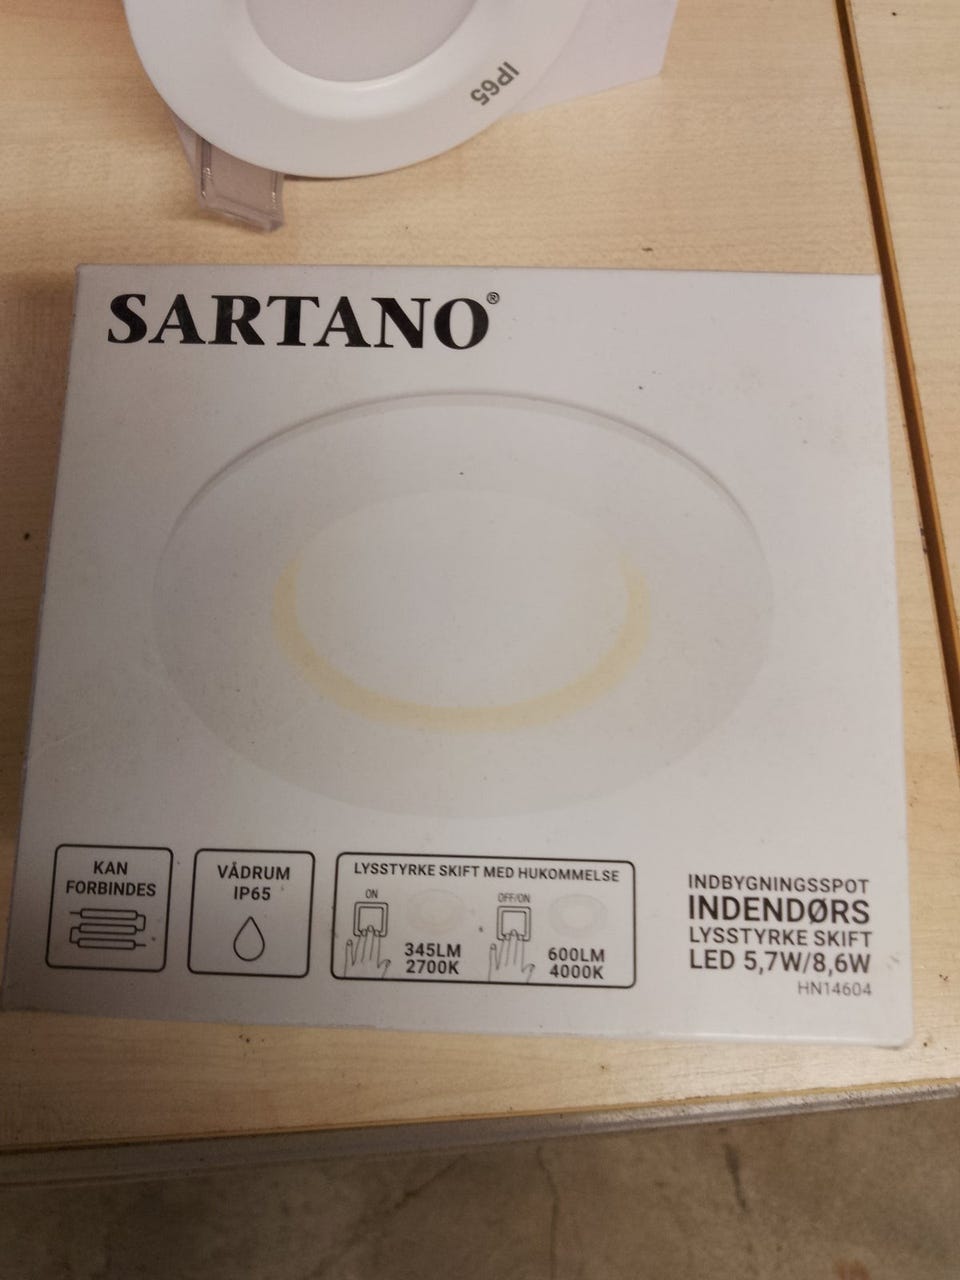 IP65
SARTANO®
KAN
FORBINDES
VÅDRUM
IP65
LYSSTYRKE SKIFT MED HUKOMMELSE
ON
345LM
2700K
OFF/ON
600LM
4000K
INDBYGNINGSSPOT
INDENDØRS
LYSSTYRKE SKIFT
LED 5,7W/8,6W
HN14604